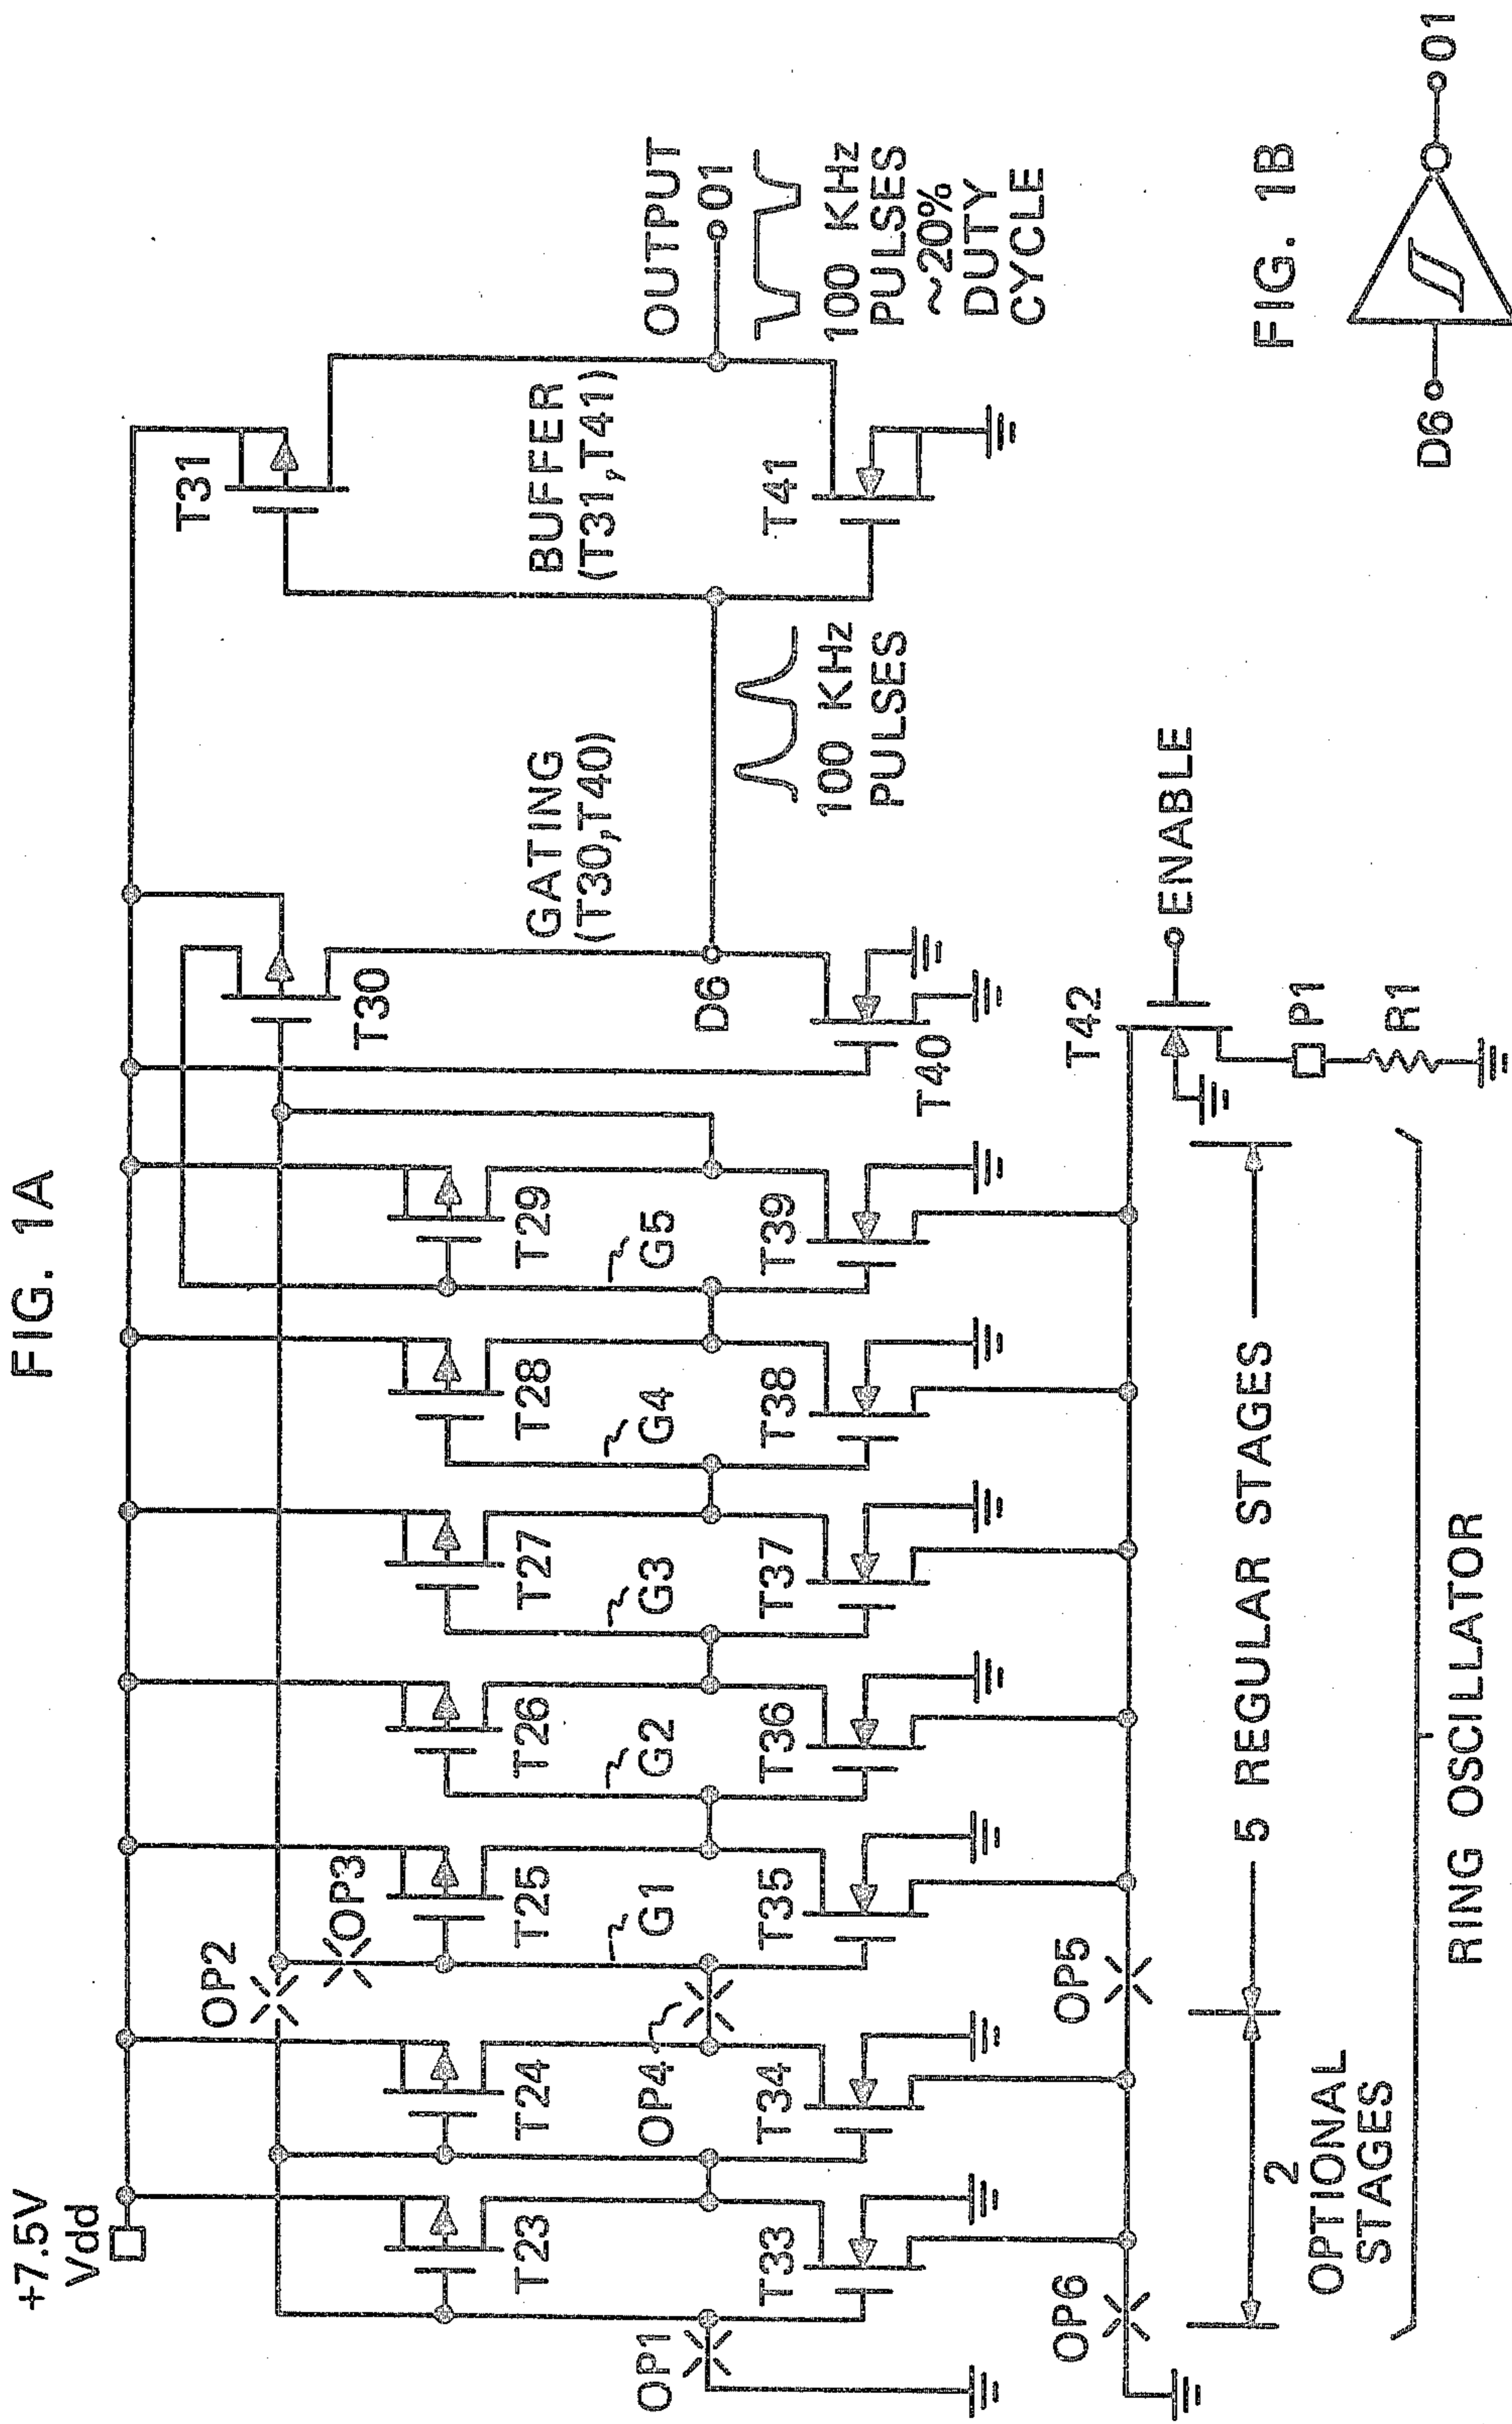 FIG. 1A
+7.5V
Vdd
OP2
OP3
T23
T24
T25
T26
T27
T28
T29
T30
T31
G1
G2
G3
G4
G5
OP1
OP4
T33
T34
T35
T36
T37
T38
T39
T40
T41
D6
GATING
(T30,T40)
BUFFER
(T31,T41)
100 KHz
PULSES
OUTPUT
01
100 KHz
PULSES
~20%
DUTY
CYCLE
OP6
OP5
T42
ENABLE
P1
R1
2
OPTIONAL
STAGES
5 REGULAR STAGES
RING OSCILLATOR
FIG. 1B
D6
01